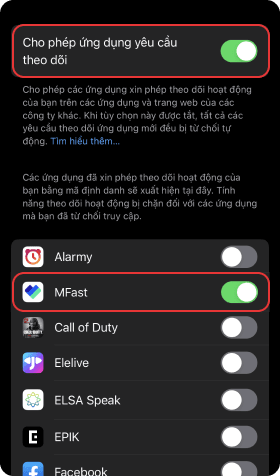 Cho phép ứng dụng yêu cầu
theo dõi
Cho phép các ứng dụng xin phép theo dõi hoạt động
của bạn trên các ứng dụng và trang web của các
công ty khác. Khi tùy chọn này được tắt, tất cả các
yêu cầu theo dõi ứng dụng mới đều bị từ chối tự
động. Tìm hiểu thêm...
Các ứng dụng đã xin phép theo dõi hoạt động của
bạn bằng mã định danh sẽ xuất hiện tại đây. Tính
năng theo dõi hoạt động bị chặn đối với các ứng dụng
mà bạn đã từ chối truy cập.
Alarmy
MFast
Call of Duty
Elelive
ELSA Speak
EPIK
Facebook